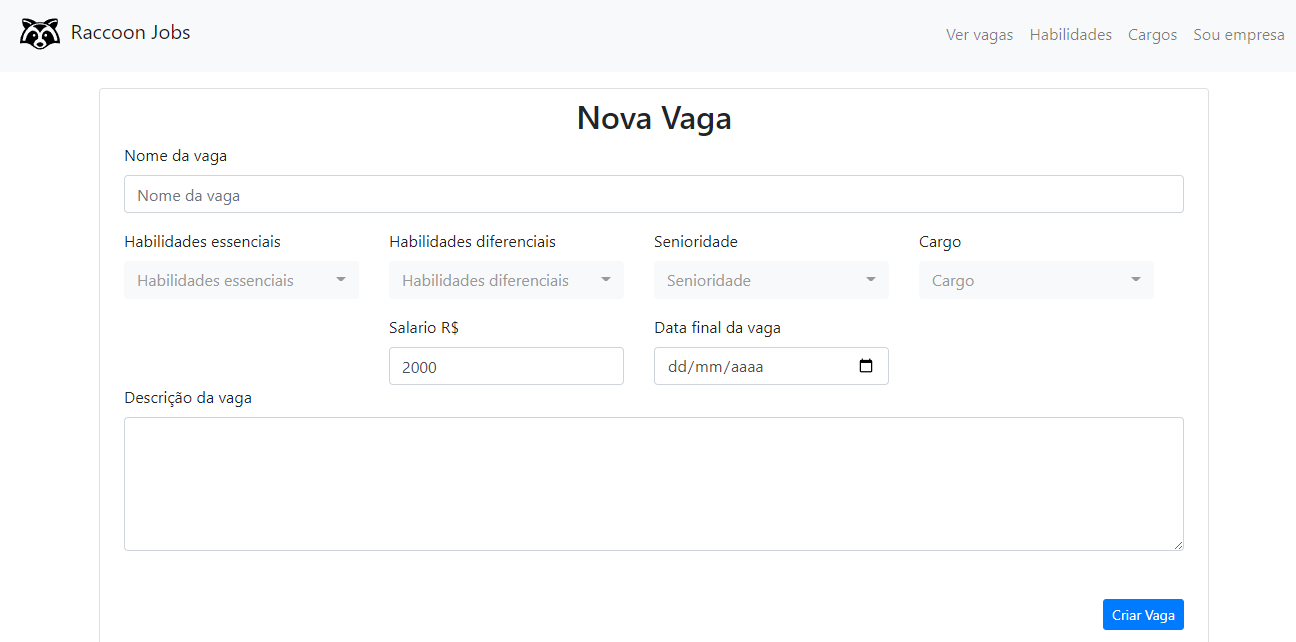 Raccoon Jobs
Ver vagas Habilidades Cargos Sou empresa
Nova Vaga
Nome da vaga
Nome da vaga
Habilidades essenciais Habilidades diferenciais Senioridade Cargo
Habilidades essenciais Habilidades diferenciais Senioridade Cargo
Salario R$ Data final da vaga
2000 dd/mm/aaaa
Descrição da vaga
Criar Vaga